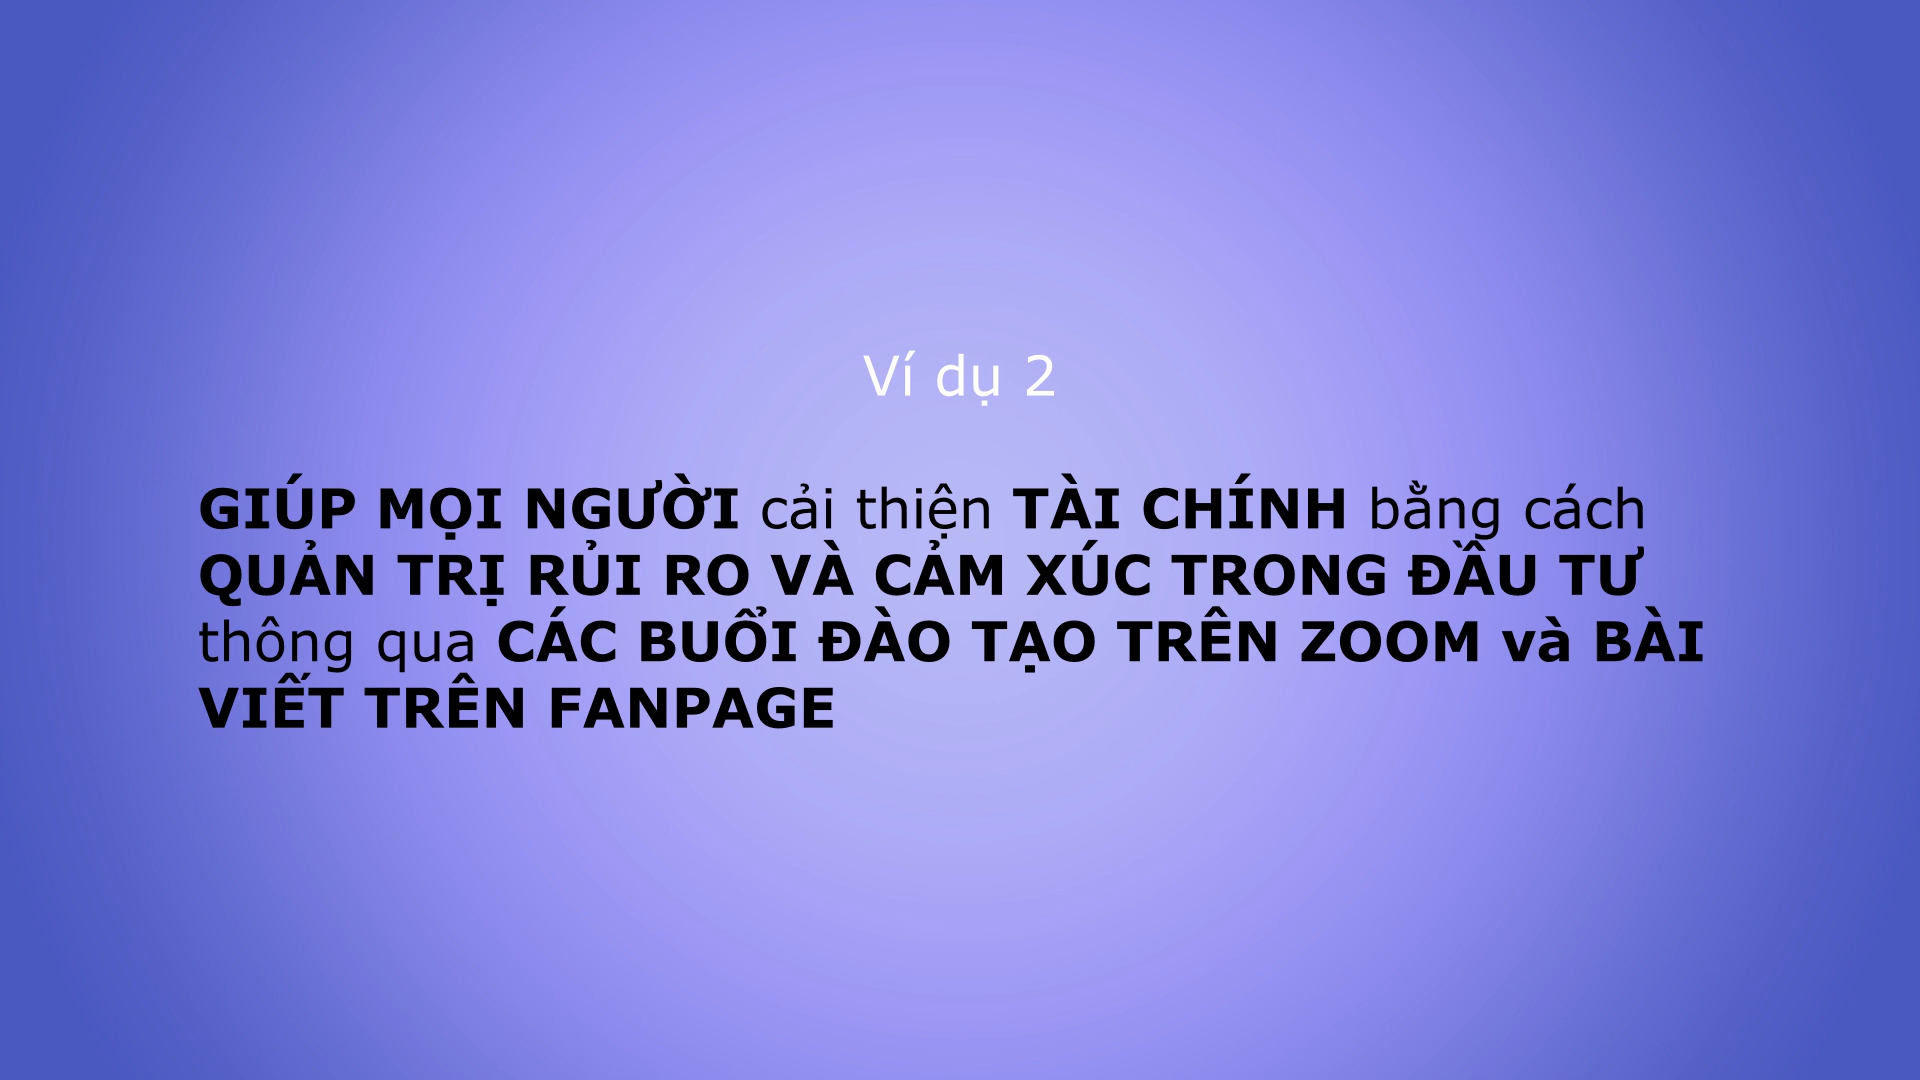 Ví dụ 2
GIÚP MỌI NGƯỜI cải thiện TÀI CHÍNH bằng cách
QUẢN TRỊ RỦI RO VÀ CẢM XÚC TRONG ĐẦU TƯ
thông qua CÁC BUỔI ĐÀO TẠO TRÊN ZOOM và BÀI
VIẾT TRÊN FANPAGE